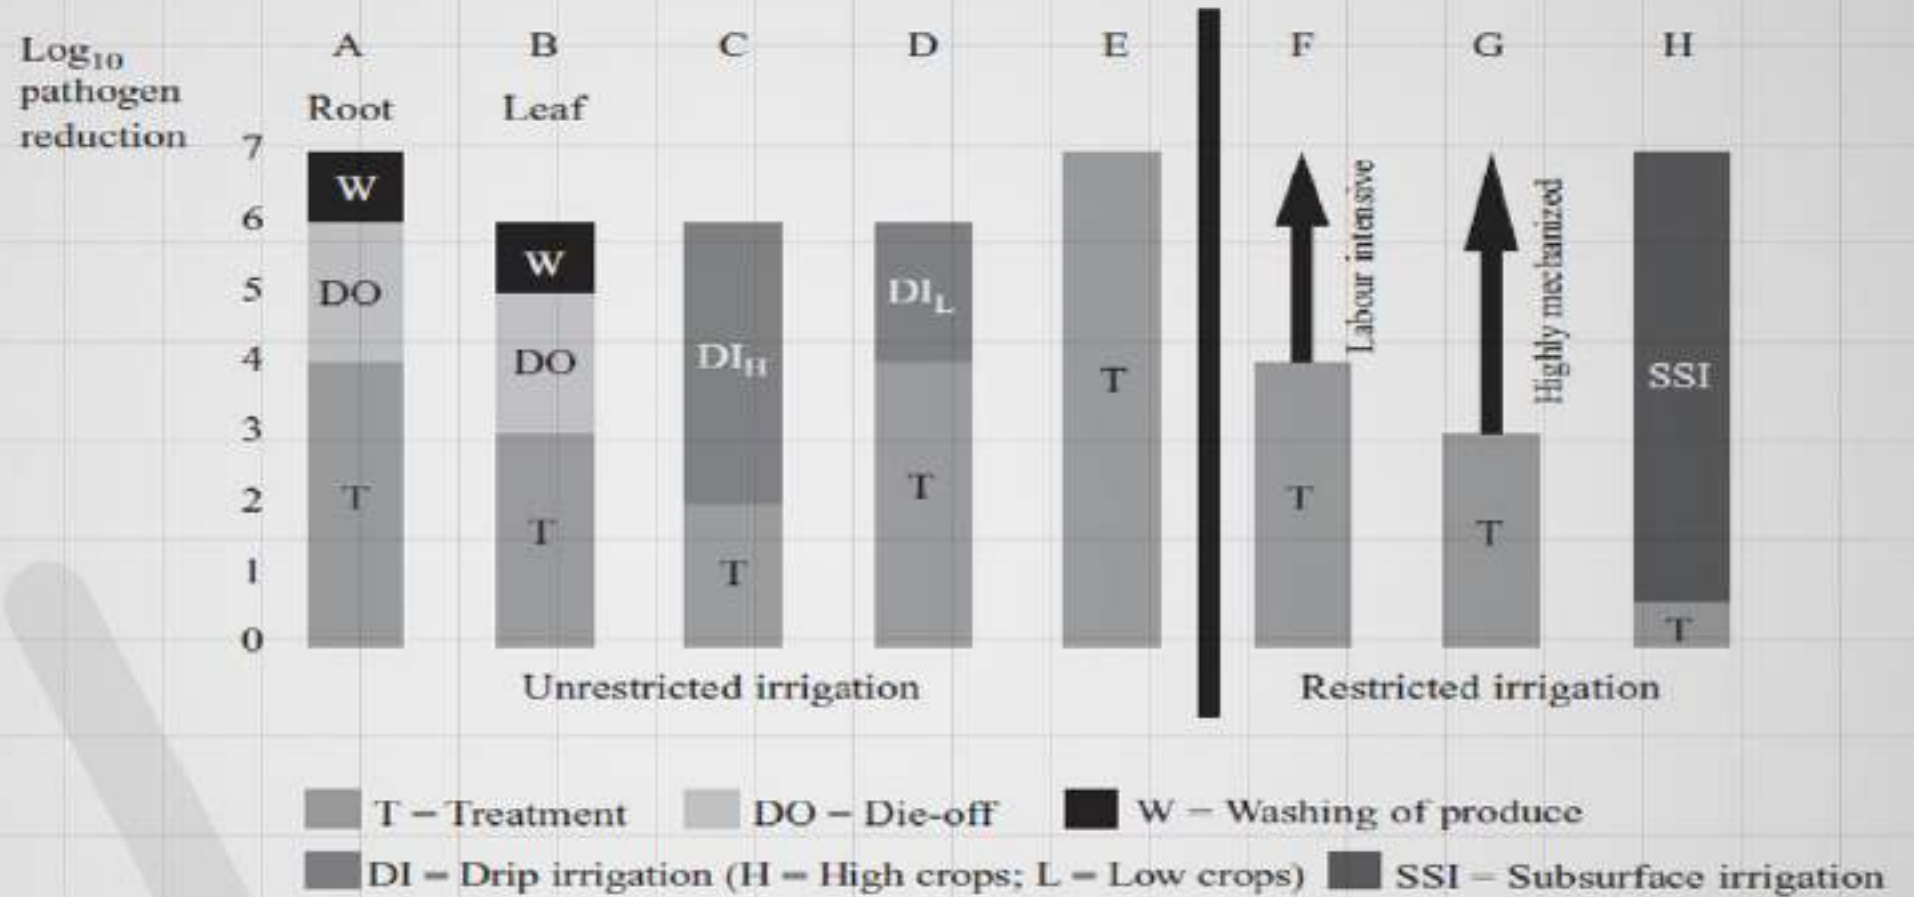 A B C D E F G H
Log₁₀
pathogen
reduction
Root Leaf
7
6
5
4
3
2
1
0
W
DO
T
W
DO
T
DI_H
T
DI_L
T
T
Labour intensive
T
Highly mechanized
T
SSI
T
Unrestricted irrigation Restricted irrigation
T – Treatment DO – Die-off W – Washing of produce
DI – Drip irrigation (H – High crops; L – Low crops) SSI – Subsurface irrigation